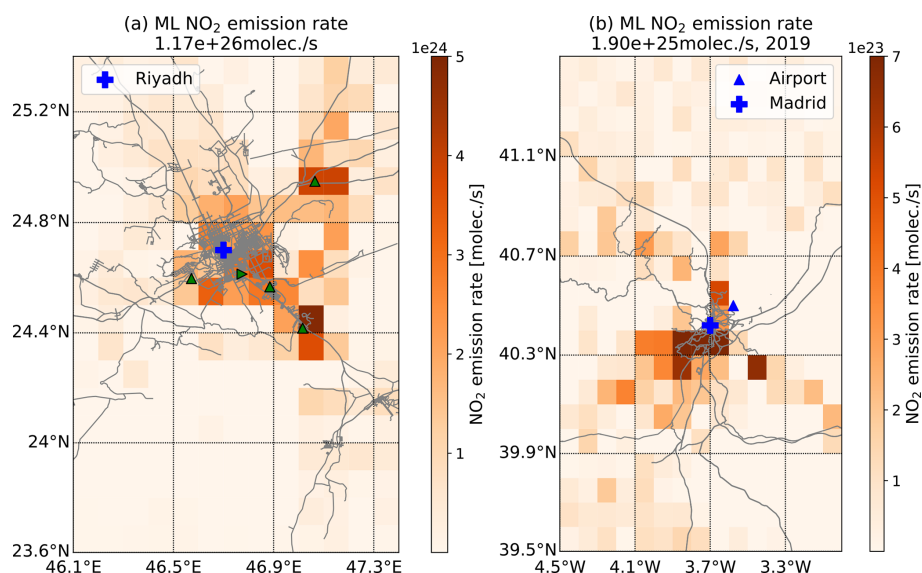 (a) ML NO₂ emission rate
1.17e+26molec./s
1e24
Riyadh
25.2°N
24.8°N
24.4°N
24°N
23.6°N
46.1°E
46.5°E
46.9°E
47.3°E
5
4
3
2
1
NO₂ emission rate [molec./s]
(b) ML NO₂ emission rate
1.90e+25molec./s, 2019
1e23
Airport
Madrid
41.1°N
40.7°N
40.3°N
39.9°N
39.5°N
4.5°W
4.1°W
3.7°W
3.3°W
7
6
5
4
3
2
1
NO₂ emission rate [molec./s]